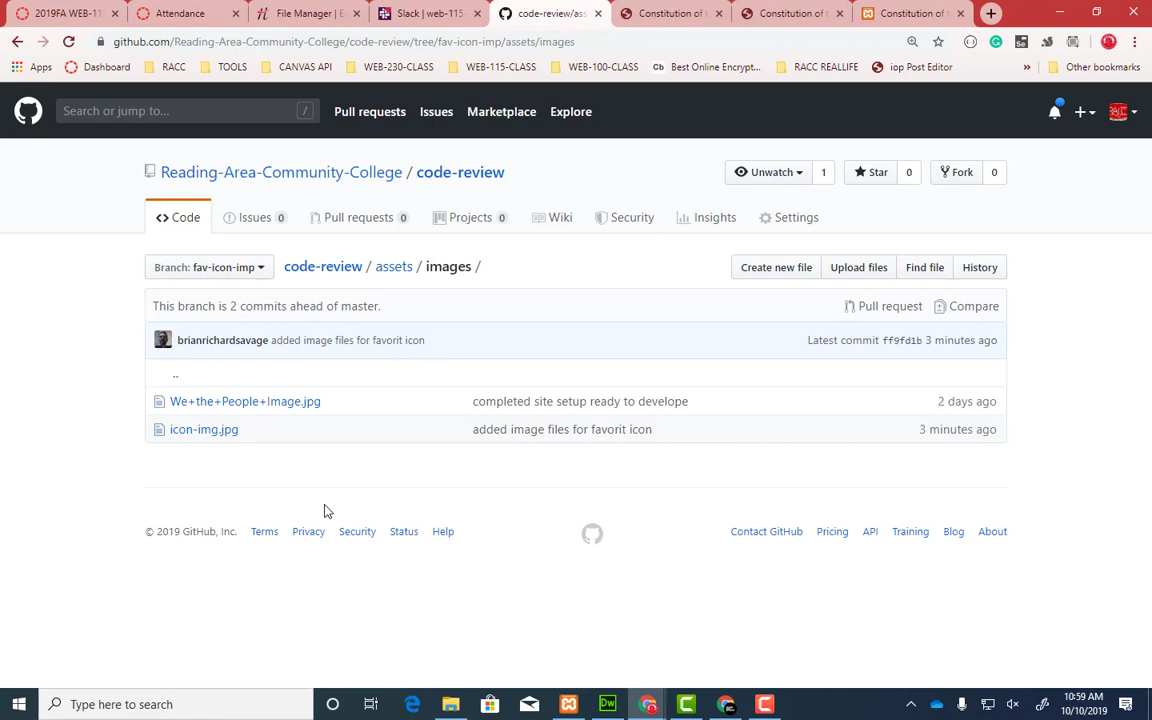 2019FA WEB-11
Attendance
File Manager | E
Slack | web-115-
code-review/ass
Constitution of t
Constitution of t
Constitution of
github.com/Reading-Area-Community-College/code-review/tree/fav-icon-imp/assets/images
Apps
Dashboard
RACC
TOOLS
CANVAS API
WEB-230-CLASS
WEB-115-CLASS
WEB-100-CLASS
Cb Best Online Encrypt...
RACC REALLIFE
iop Post Editor
»
Other bookmarks
Search or jump to... /
Pull requests Issues Marketplace Explore
Reading-Area-Community-College / code-review
Unwatch 1
Star 0
Fork 0
Code
Issues 0
Pull requests 0
Projects 0
Wiki
Security
Insights
Settings
Branch: fav-icon-imp
code-review / assets / images /
Create new file
Upload files
Find file
History
This branch is 2 commits ahead of master.
Pull request
Compare
brianrichardsavage added image files for favorit icon
Latest commit ff9fd1b 3 minutes ago
..
We+the+People+Image.jpg completed site setup ready to develope 2 days ago
icon-img.jpg added image files for favorit icon 3 minutes ago
© 2019 GitHub, Inc. Terms Privacy Security Status Help
Contact GitHub Pricing API Training Blog About
Type here to search
Dw
10:59 AM
10/10/2019